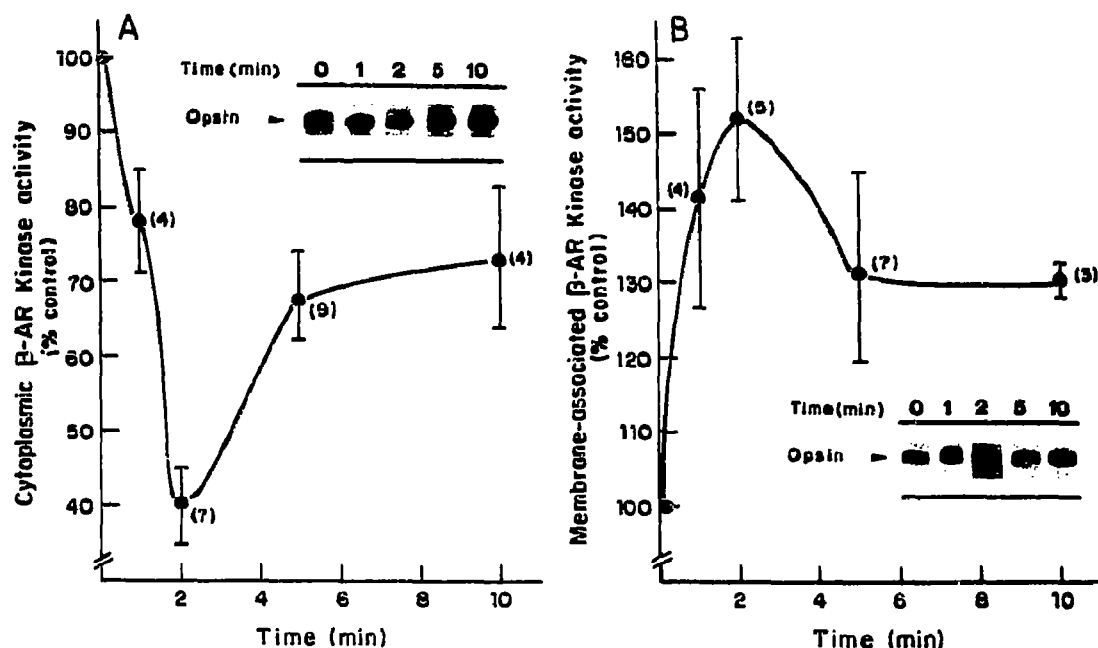 A
Time (min) 0 1 2 5 10
Opsin
Cytoplasmic β-AR Kinase activity
(% control)
100
90
80
70
60
50
40
(4)
(7)
(9)
(4)
2 4 6 8 10
Time (min)
B
Membrane-associated β-AR Kinase activity
(% control)
160
150
140
130
120
110
100
(4)
(5)
(7)
(5)
Time (min) 0 1 2 5 10
Opsin
0 2 4 6 8 10
Time (min)